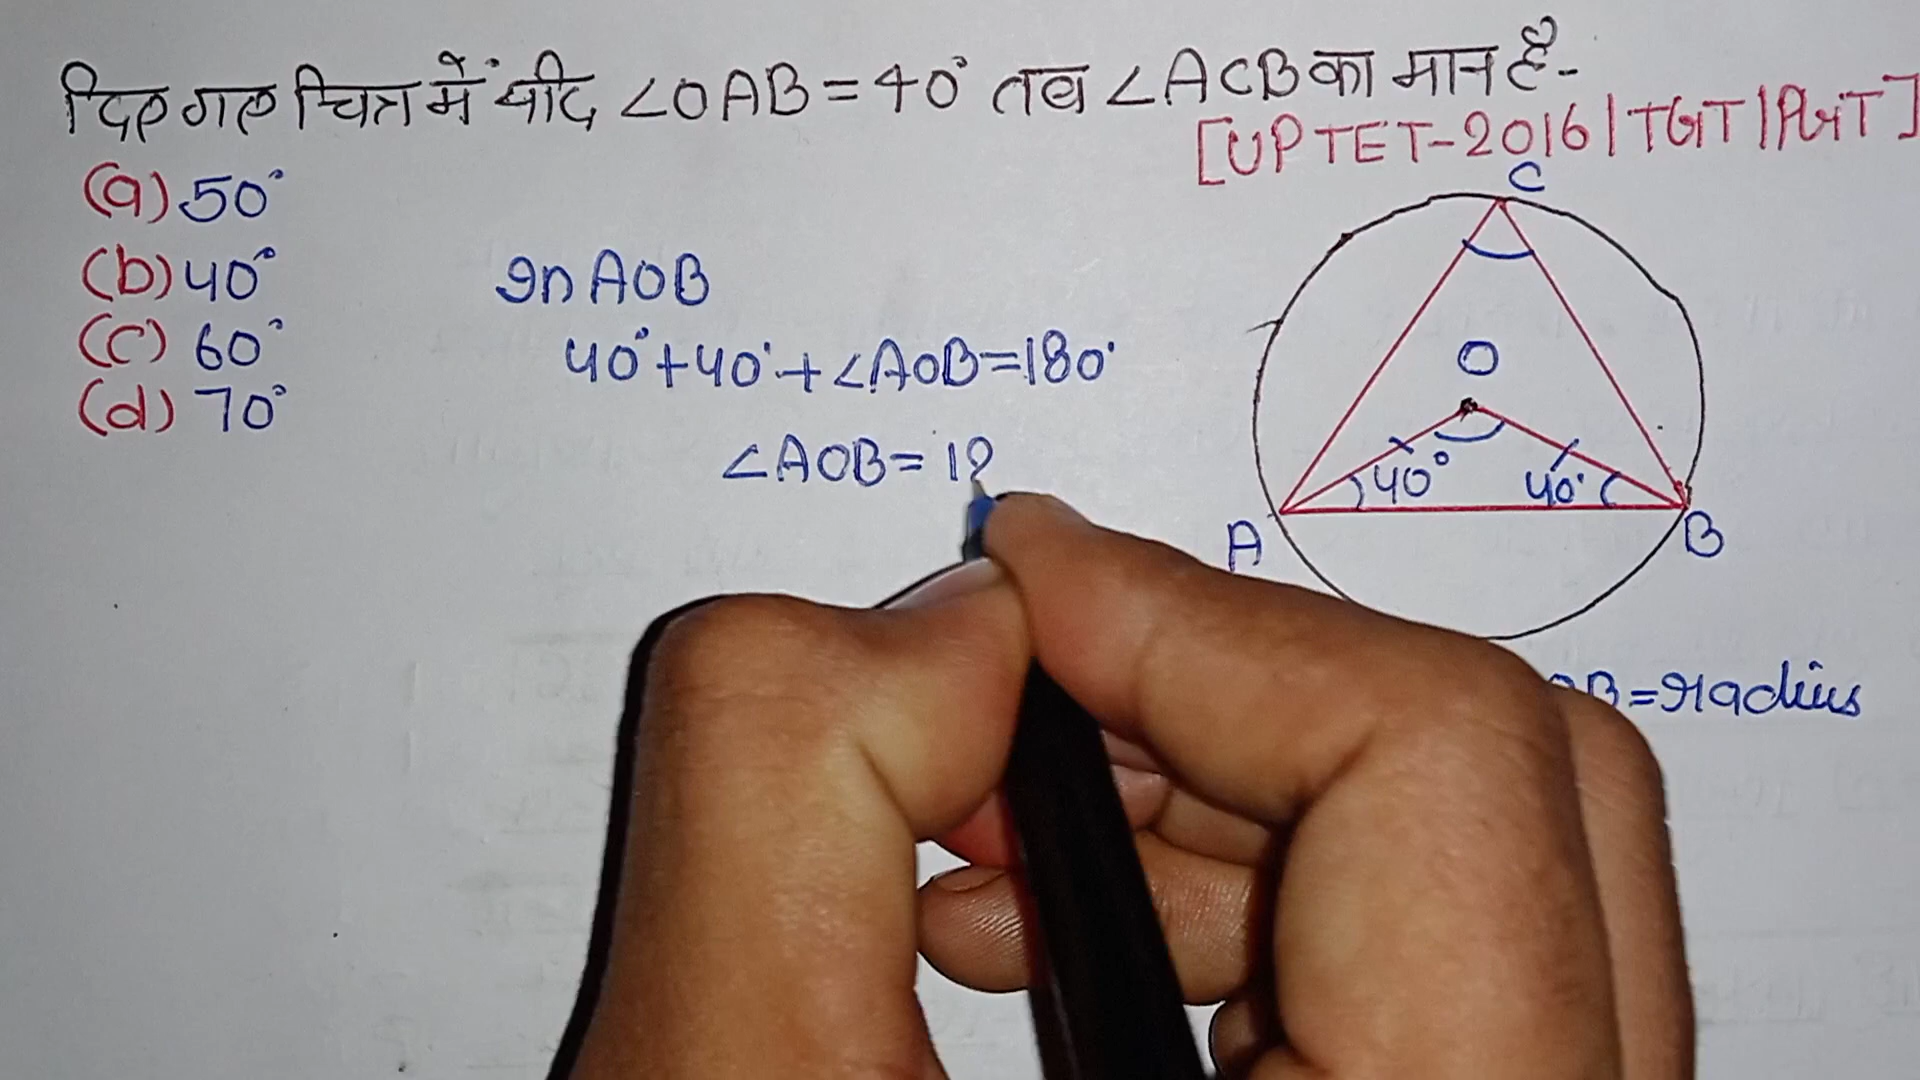 दिए गए चित्र में यदि ∠OAB = 40° तब ∠ACB का मान है-
[UPTET-2016|TGT|PGT]
(a) 50°
(b) 40°
(c) 60°
(d) 70°
In AOB
40° + 40° + ∠AOB = 180°
∠AOB = 18
C
O
40° 40°
A B
B = radius